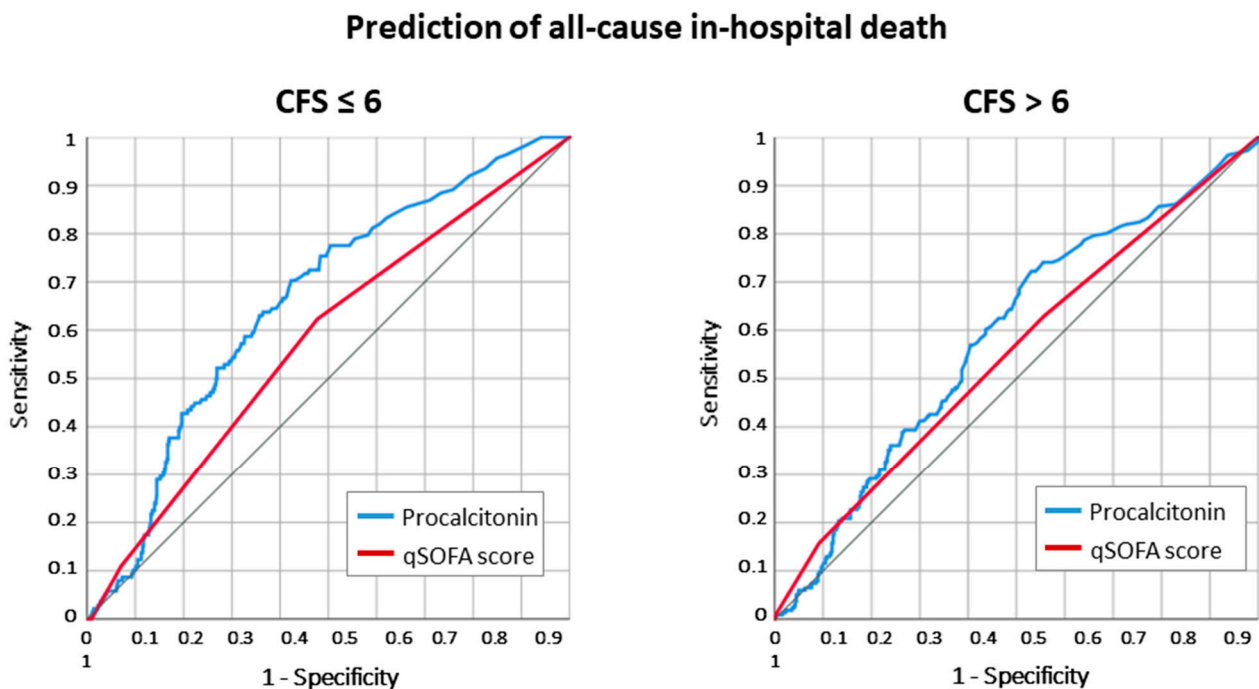 Prediction of all-cause in-hospital death
CFS ≤ 6
1
0.9
0.8
0.7
0.6
0.5
0.4
0.3
0.2
0.1
0
Sensitivity
Procalcitonin
qSOFA score
0 0.1 0.2 0.3 0.4 0.5 0.6 0.7 0.8 0.9
1
1 - Specificity
CFS > 6
1
0.9
0.8
0.7
0.6
0.5
0.4
0.3
0.2
0.1
0
Sensitivity
Procalcitonin
qSOFA score
0 0.1 0.2 0.3 0.4 0.5 0.6 0.7 0.8 0.9
1
1 - Specificity